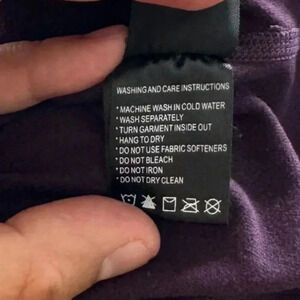 WASHING AND CARE INSTRUCTIONS
* MACHINE WASH IN COLD WATER
* WASH SEPARATELY
* TURN GARMENT INSIDE OUT
* HANG TO DRY
* DO NOT USE FABRIC SOFTENERS
* DO NOT BLEACH
* DO NOT IRON
* DO NOT DRY CLEAN